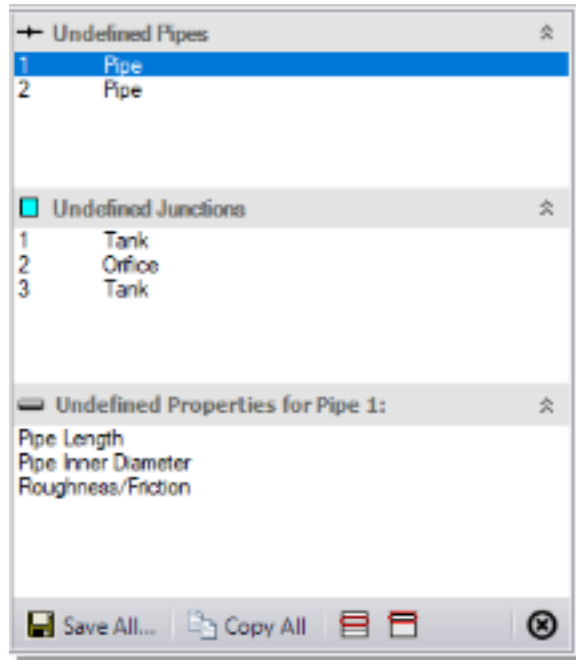 Undefined Pipes
1 Pipe
2 Pipe
Undefined Junctions
1 Tank
2 Orifice
3 Tank
Undefined Properties for Pipe 1:
Pipe Length
Pipe Inner Diameter
Roughness/Friction
Save All... Copy All